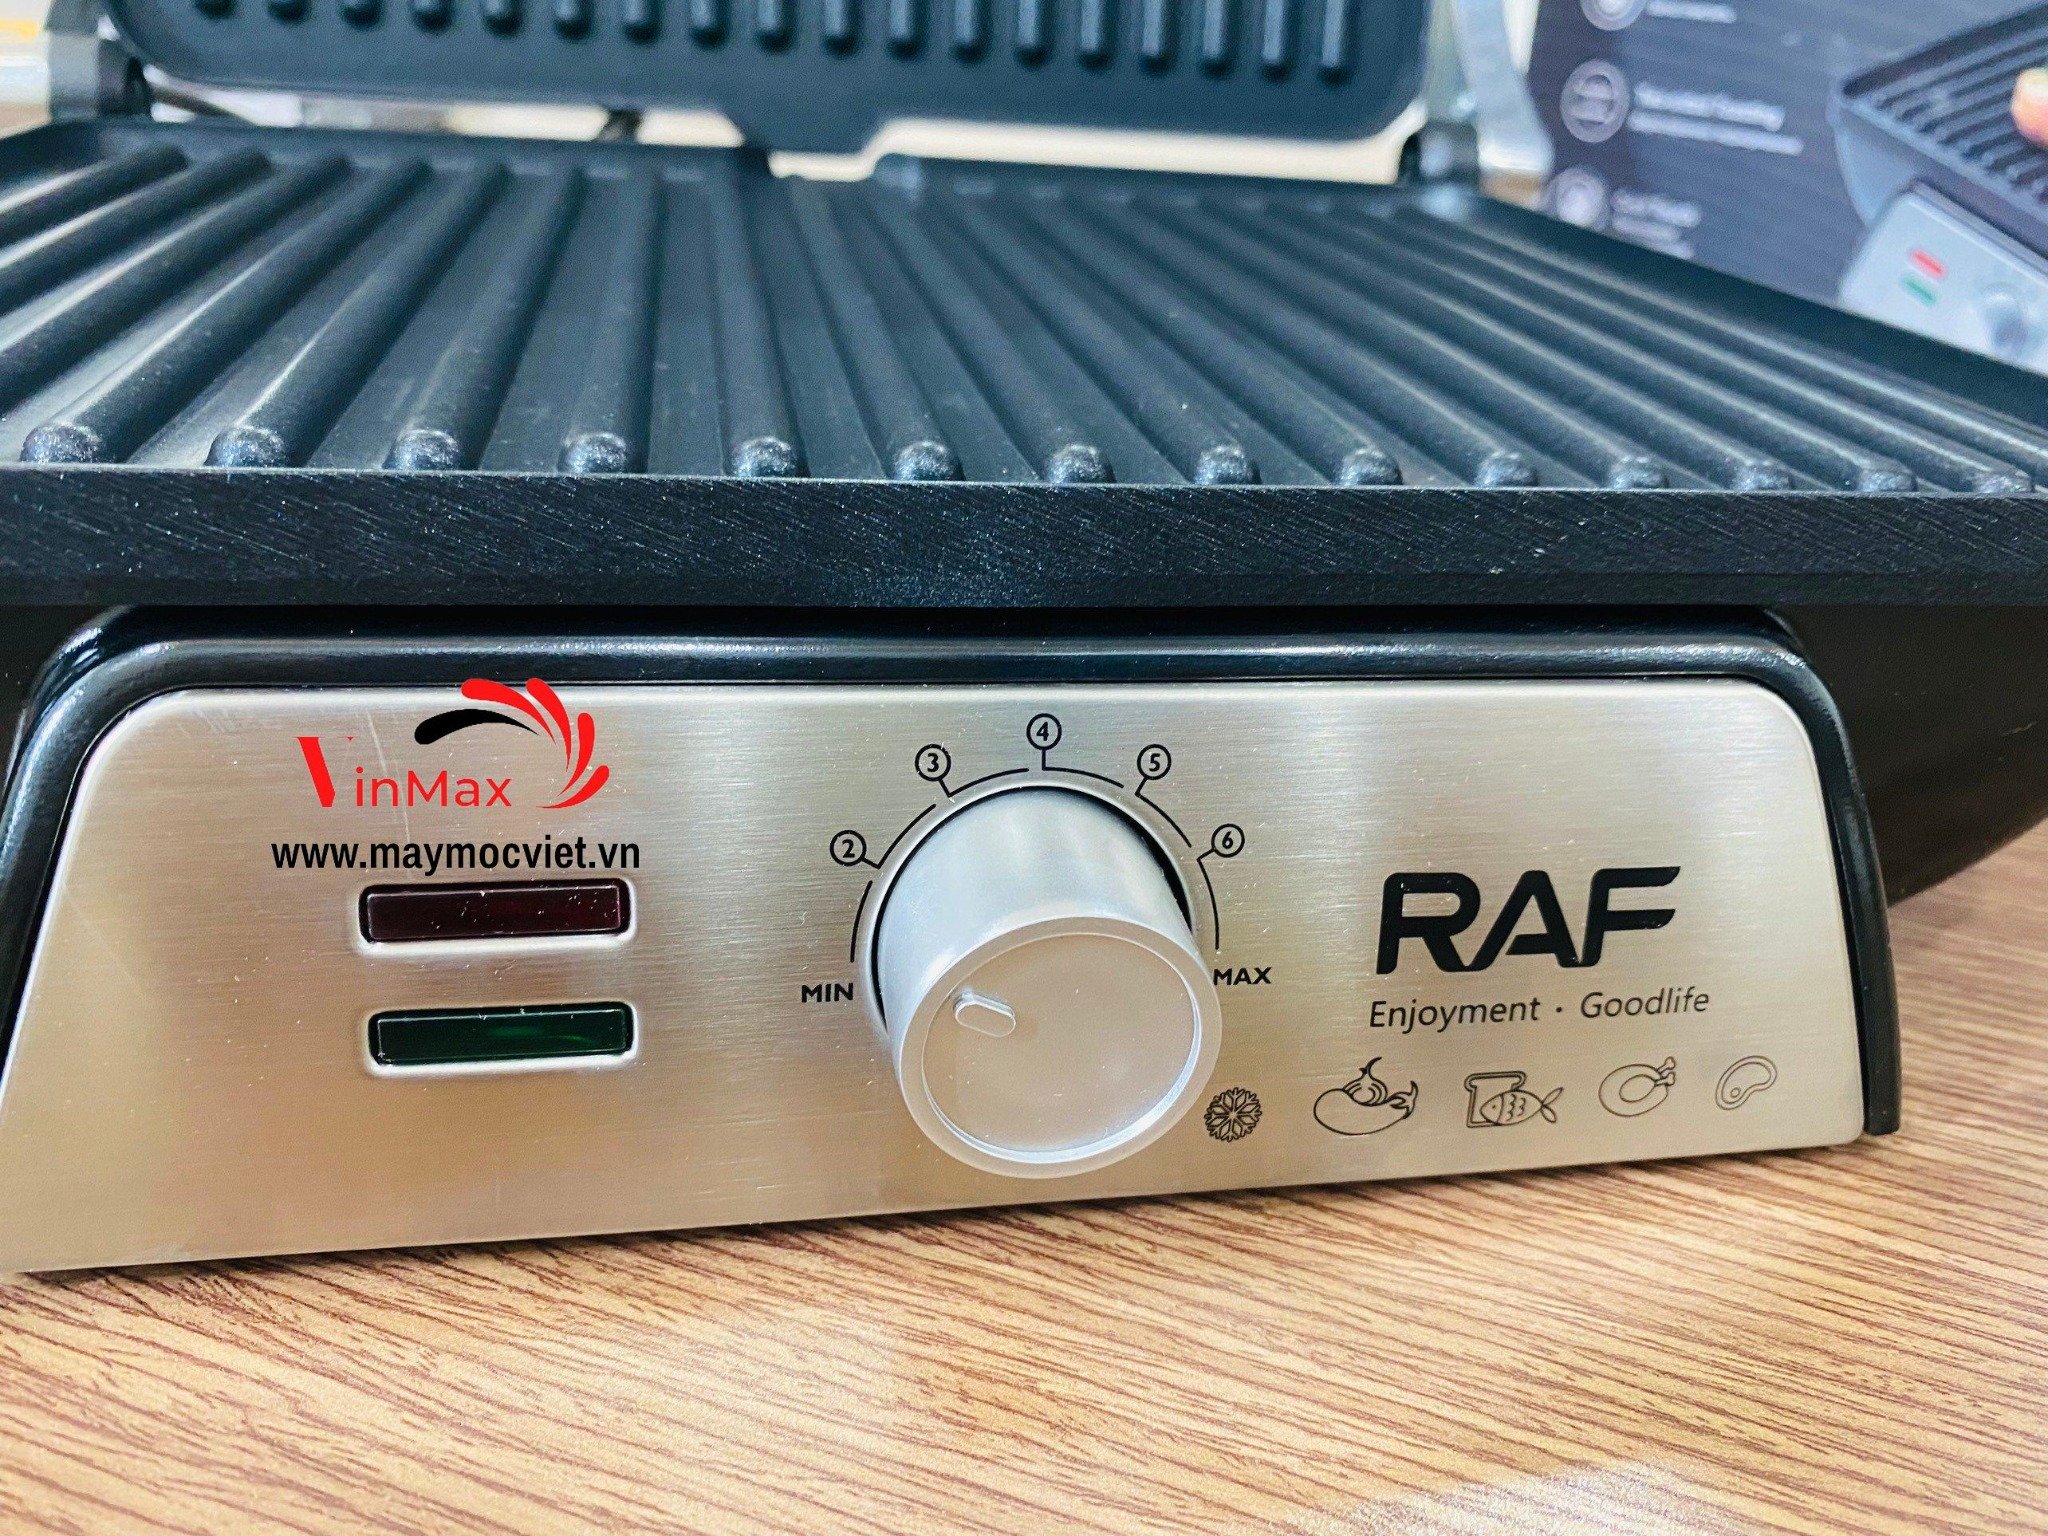 VinMax
www.maymocviet.vn
4
3
5
2
6
MIN
MAX
RAF
Enjoyment · Goodlife